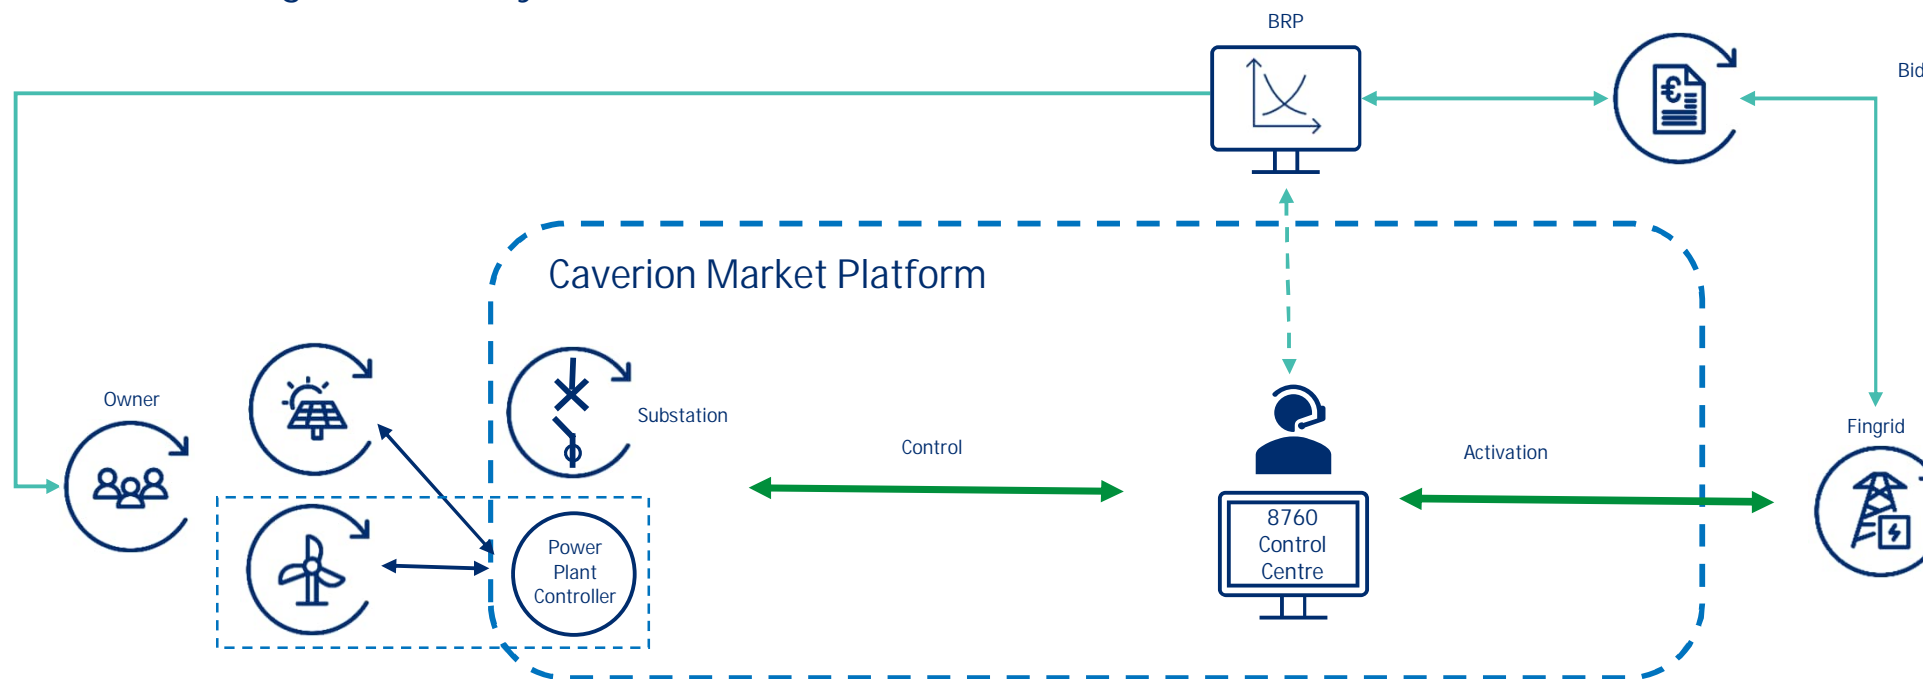 BRP
Bid
Caverion Market Platform
Owner
Substation
Control
Activation
Fingrid
8760
Control
Centre
Power
Plant
Controller
€